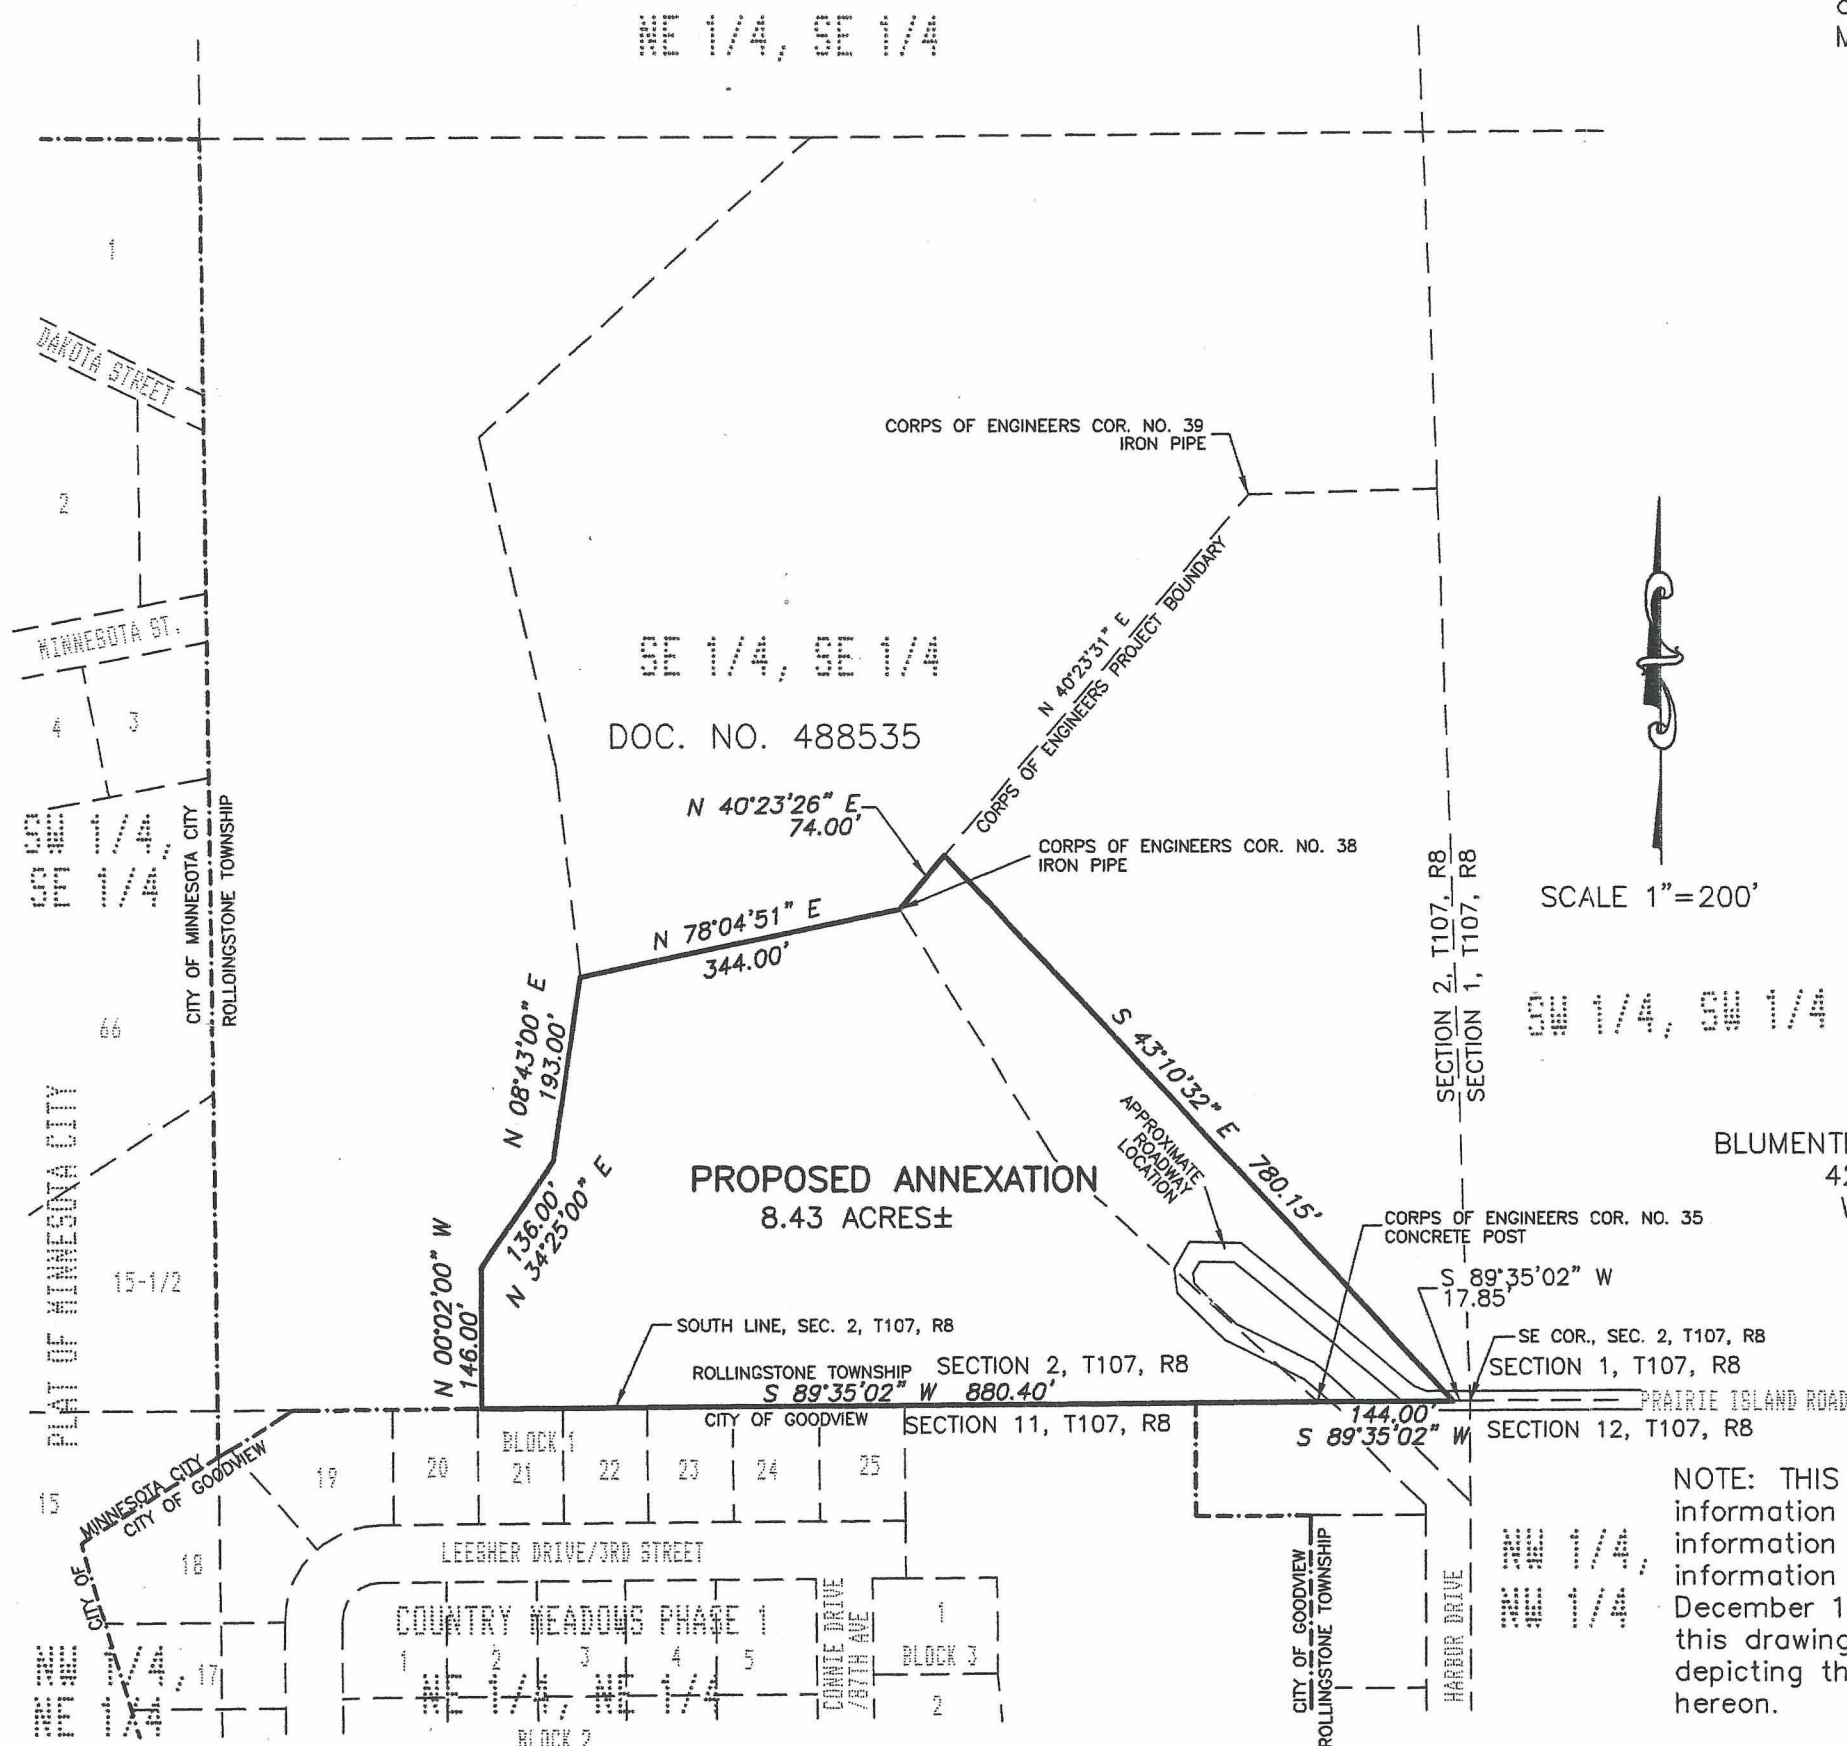 NE 1/4, SE 1/4
1
DAKOTA STREET
2
MINNESOTA ST.
4
3
SW 1/4,
SE 1/4
CITY OF MINNESOTA CITY
ROLLOINGSTONE TOWNSHIP
66
PLAT OF MINNESOTA CITY
15-1/2
15
CORPS OF ENGINEERS COR. NO. 39
IRON PIPE
N 40°23'31" E
CORPS OF ENGINEERS PROJECT BOUNDARY
SE 1/4, SE 1/4
DOC. NO. 488535
N 40°23'26" E
74.00'
CORPS OF ENGINEERS COR. NO. 38
IRON PIPE
SCALE 1"=200'
SECTION 2, T107, R8
SECTION 1, T107, R8
SW 1/4, SW 1/4
N 78°04'51" E
344.00'
N 08°43'00" E
193.00'
S 43°10'32" E
780.15'
APPROXIMATE
ROADWAY
LOCATION
PROPOSED ANNEXATION
8.43 ACRES±
136.00'
N 34°25'00" E
N 00°02'00" W
146.00'
CORPS OF ENGINEERS COR. NO. 35
CONCRETE POST
S 89°35'02" W
17.85'
SOUTH LINE, SEC. 2, T107, R8
SE COR., SEC. 2, T107, R8
ROLLINGSTONE TOWNSHIP
SECTION 2, T107, R8
SECTION 1, T107, R8
S 89°35'02" W 880.40'
CITY OF GOODVIEW
SECTION 11, T107, R8
144.00'
S 89°35'02" W
PRAIRIE ISLAND ROAD
SECTION 12, T107, R8
MINNESOTA CITY
CITY OF GOODVIEW
CITY OF
19
20
BLOCK 1
21
22
23
24
25
18
LEESHER DRIVE/3RD STREET
COUNTRY MEADOWS PHASE 1
1
2
3
4
5
NE 1/4, NE 1/4
BLOCK 2
CONNIE DRIVE
/87TH AVE
1
BLOCK 3
2
NW 1/4,
NE 1/4
17
CITY OF GOODVIEW
ROLLINGSTONE TOWNSHIP
HARBOR DRIVE
NW 1/4,
NW 1/4
NOTE: THIS
information
information
information
December 1
this drawing
depicting th
hereon.